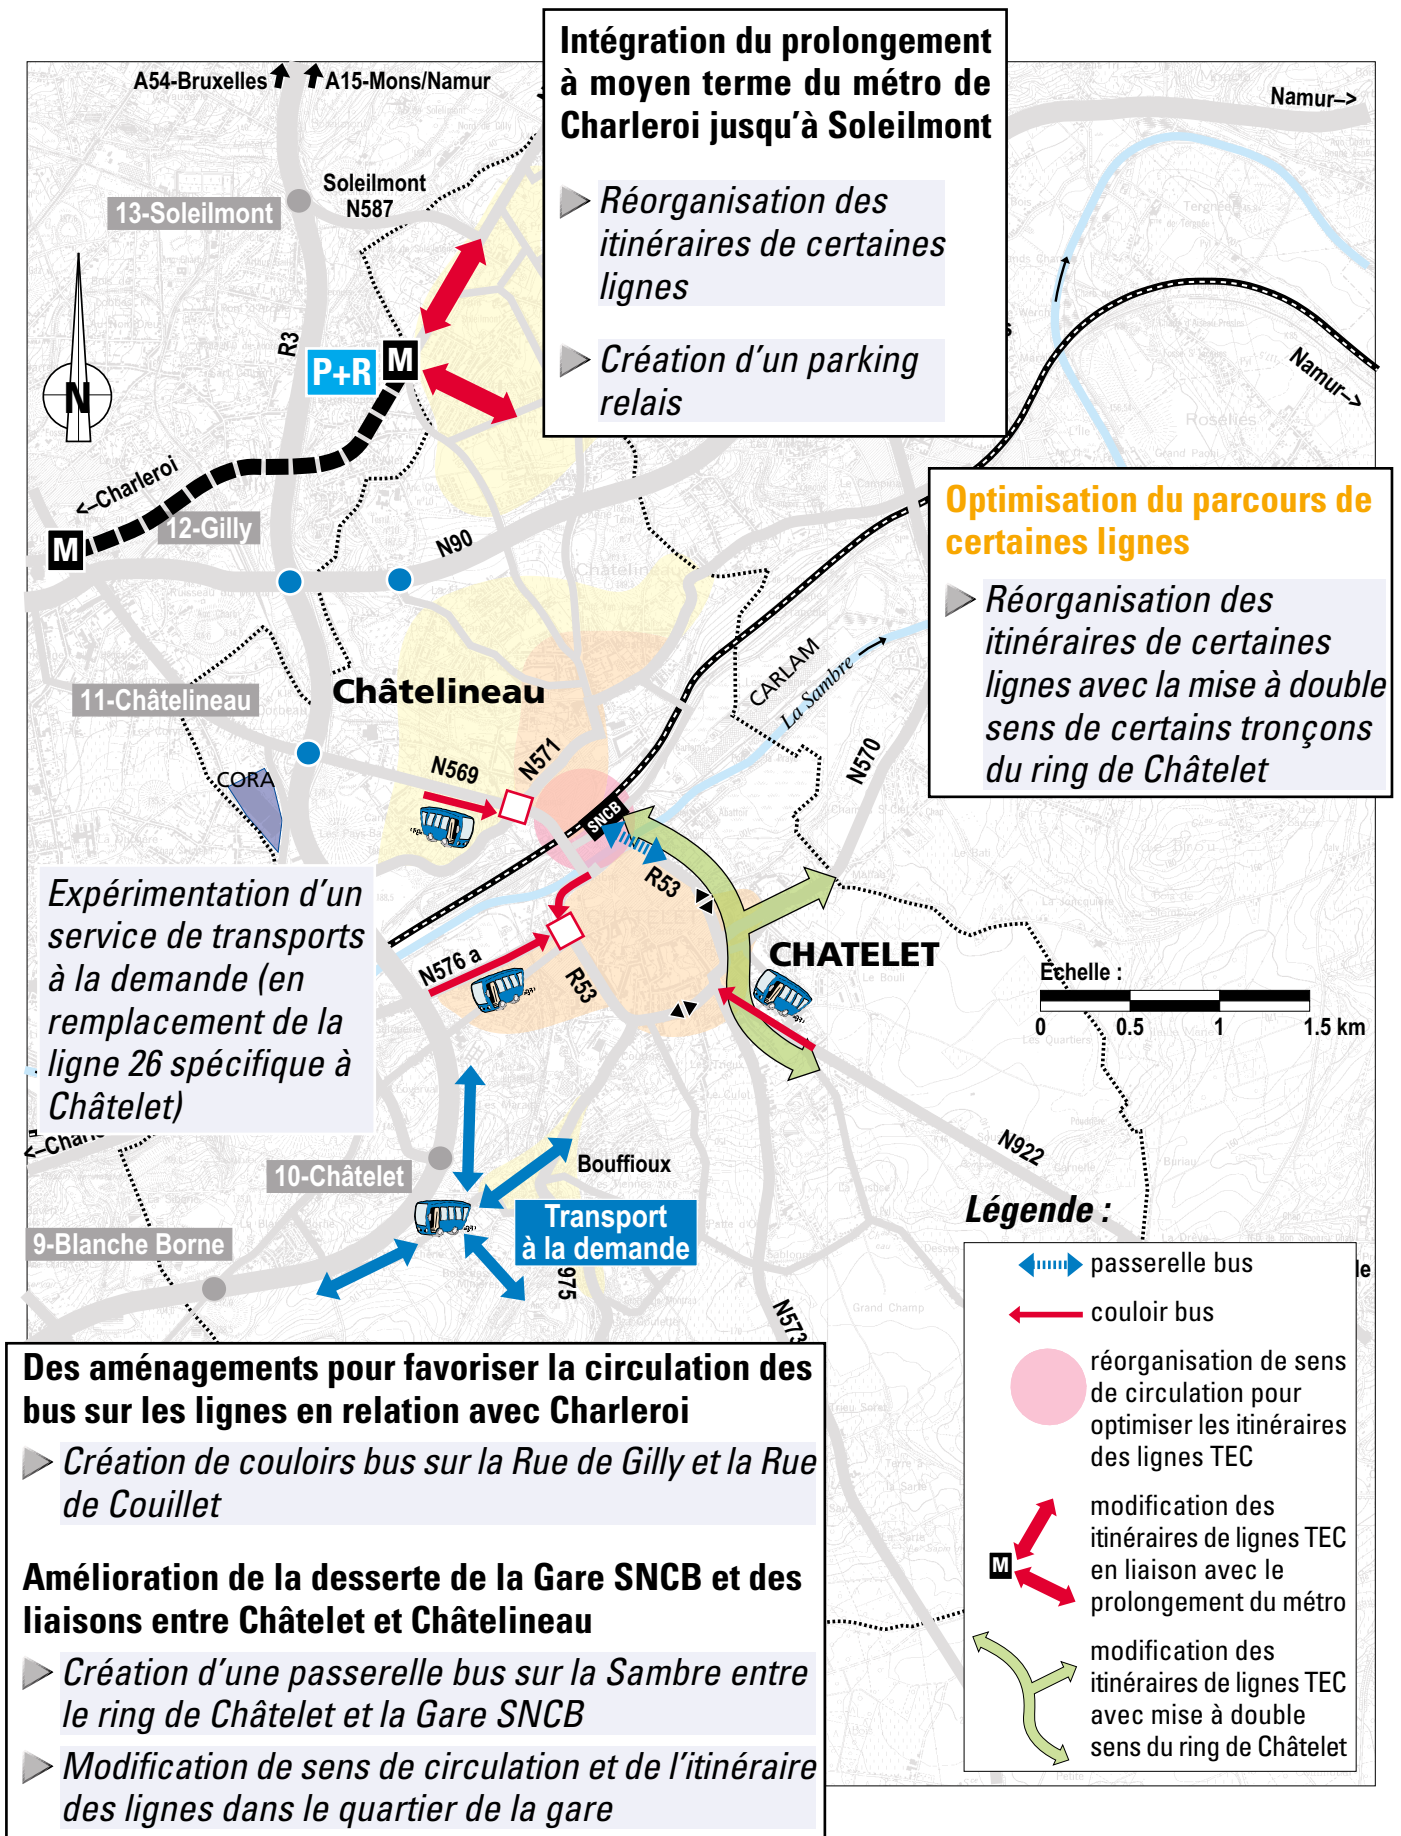 Intégration du prolongement
à moyen terme du métro de
Charleroi jusqu'à Soleilmont
Réorganisation des
itinéraires de certaines
lignes
Création d'un parking
relais
A54-Bruxelles
A15-Mons/Namur
Namur–>
Soleilmont
N587
13-Soleilmont
R3
P+R
M
N
<–Charleroi
M
12-Gilly
N90
Namur–>
Optimisation du parcours de
certaines lignes
Réorganisation des
itinéraires de certaines
lignes avec la mise à double
sens de certains tronçons
du ring de Châtelet
Châtelineau
Châtelineau
11-Châtelineau
CORA
N569
N571
SNCB
CARLAM
La Sambre
N570
R53
Expérimentation d'un
service de transports
à la demande (en
remplacement de la
ligne 26 spécifique à
Châtelet)
N576 a
R53
CHATELET
CHATELET
Echelle :
0 0.5 1 1.5 km
10-Châtelet
Bouffioux
Transport
à la demande
9-Blanche Borne
975
N573
N922
Roselies
Grand Champ
Des aménagements pour favoriser la circulation des
bus sur les lignes en relation avec Charleroi
Création de couloirs bus sur la Rue de Gilly et la Rue
de Couillet
Amélioration de la desserte de la Gare SNCB et des
liaisons entre Châtelet et Châtelineau
Création d'une passerelle bus sur la Sambre entre
le ring de Châtelet et la Gare SNCB
Modification de sens de circulation et de l'itinéraire
des lignes dans le quartier de la gare
Légende :
passerelle bus
couloir bus
réorganisation de sens
de circulation pour
optimiser les itinéraires
des lignes TEC
M
modification des
itinéraires de lignes TEC
en liaison avec le
prolongement du métro
modification des
itinéraires de lignes TEC
avec mise à double
sens du ring de Châtelet